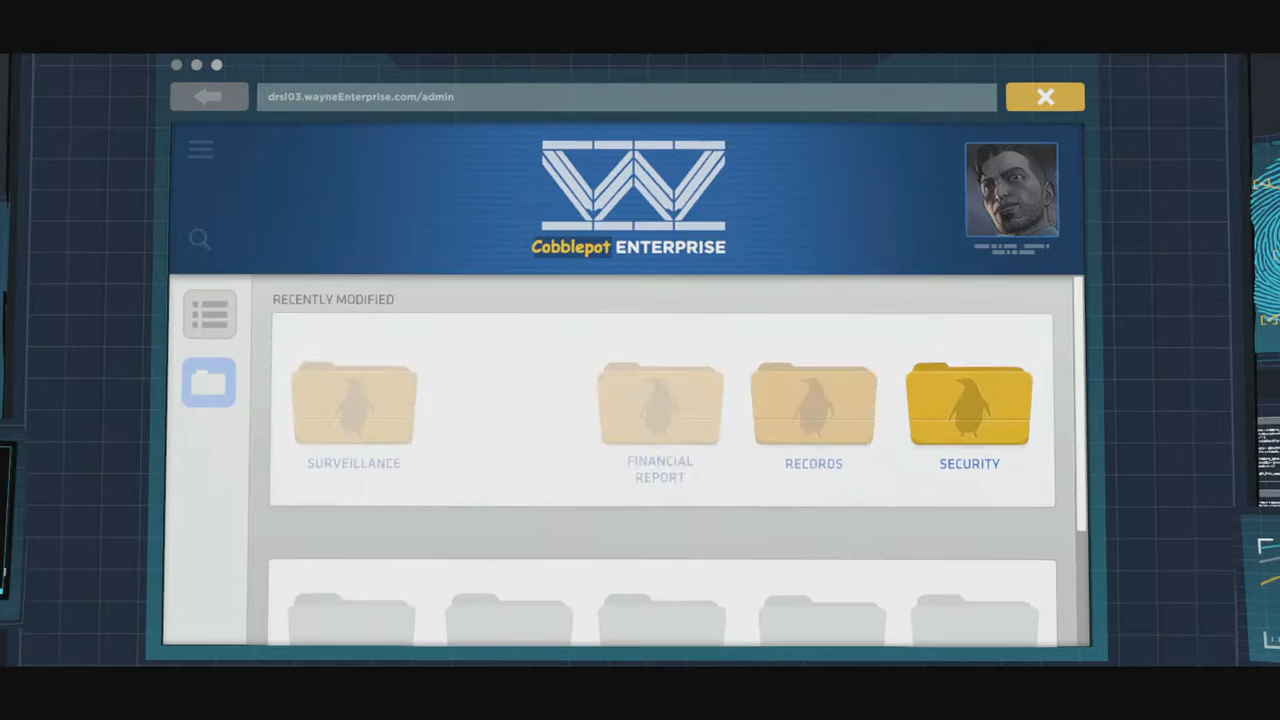 drsl03.wayneEnterprise.com/admin
Cobblepot ENTERPRISE
RECENTLY MODIFIED
SURVEILLANCE
FINANCIAL
REPORT
RECORDS
SECURITY